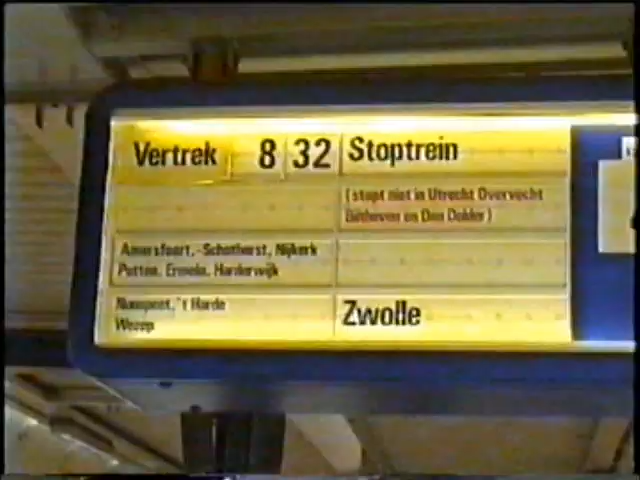 Vertrek 8 32 Stoptrein
(stopt niet in Utrecht Overvecht
Bilthoven en Den Dolder)
Amersfoort, -Schothorst, Nijkerk
Putten, Ermelo, Harderwijk
Nunspeet, 't Harde
Wezep
Zwolle